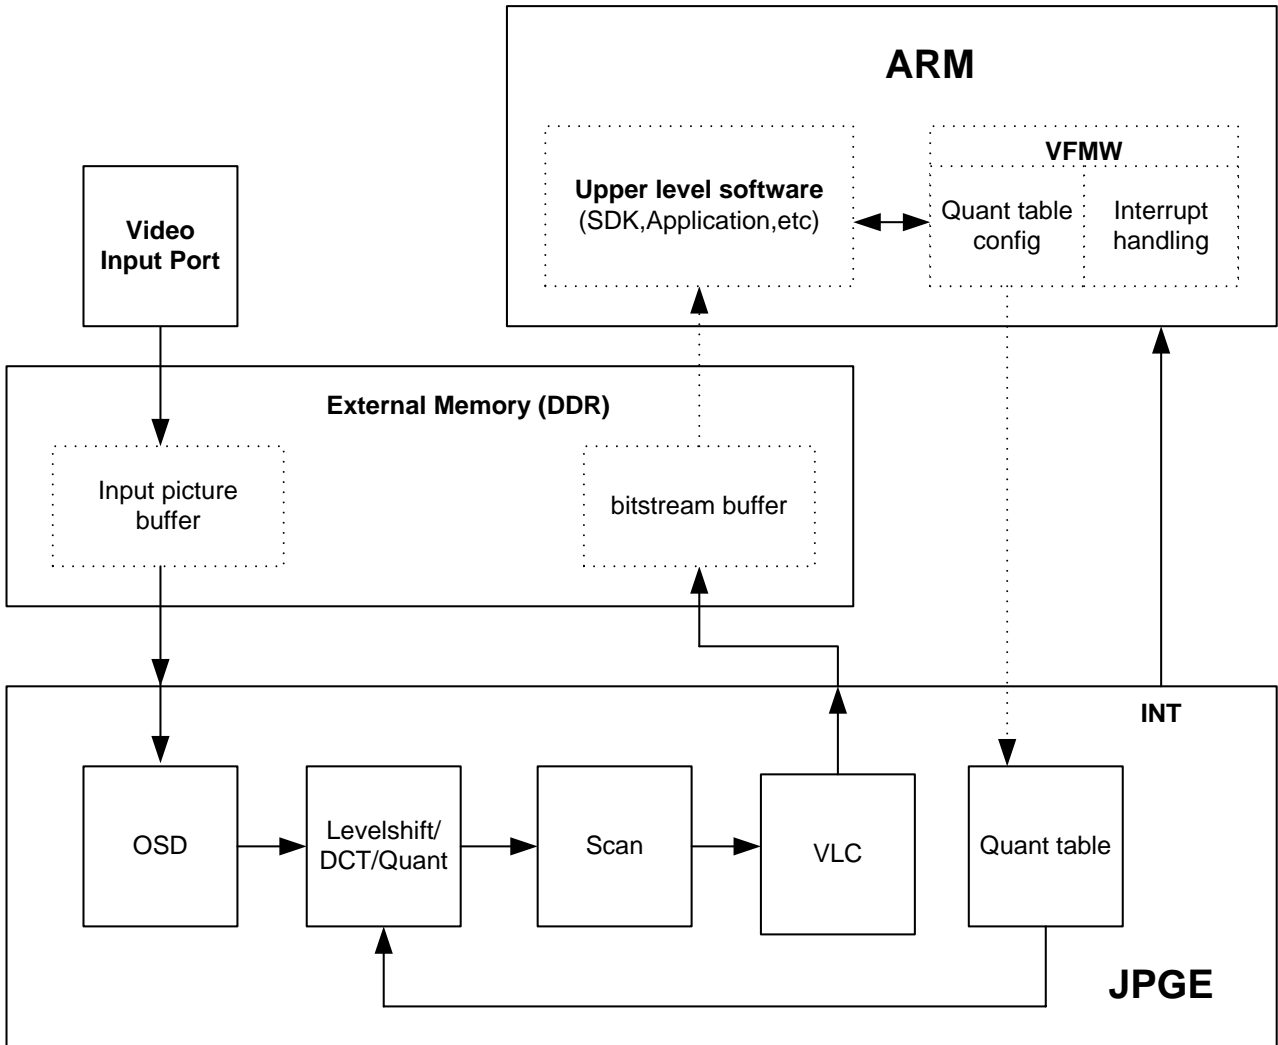 ARM
VFMW
Upper level software
(SDK,Application,etc)
Quant table
config
Interrupt
handling
Video
Input Port
External Memory (DDR)
Input picture
buffer
bitstream buffer
INT
OSD
Levelshift/
DCT/Quant
Scan
VLC
Quant table
JPGE